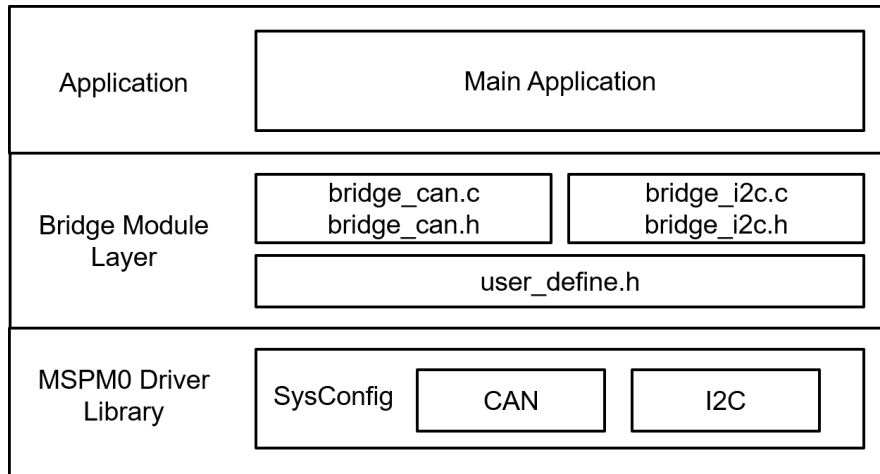 Application
Main Application
Bridge Module
Layer
bridge_can.c
bridge_can.h
bridge_i2c.c
bridge_i2c.h
user_define.h
MSPM0 Driver
Library
SysConfig
CAN
I2C